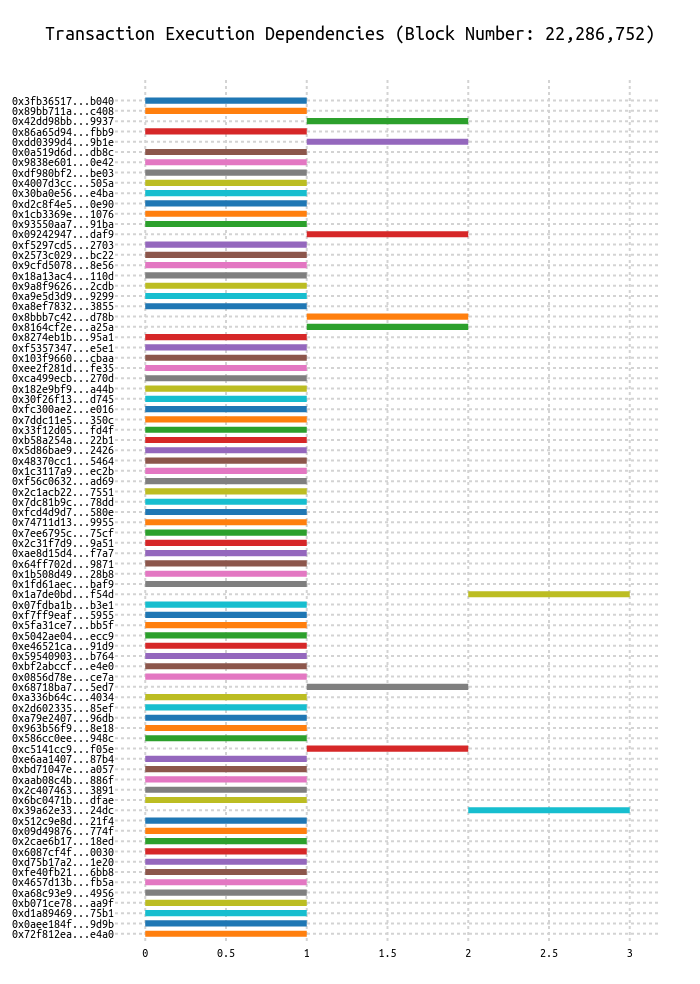 Transaction Execution Dependencies (Block Number: 22,286,752)
0x3fb36517...b040
0x89bb711a...c408
0x42dd98bb...9937
0x86a65d94...fbb9
0xdd0399d4...9b1e
0x0a519d6d...db8c
0x9838e601...0e42
0xdf980bf2...be03
0x4007d3cc...505a
0x30ba0e56...e4ba
0xd2c8f4e5...0e90
0x1cb3369e...1076
0x93550aa7...91ba
0x09242947...daf9
0xf5297cd5...2703
0x2573c029...bc22
0x9cfd5078...8e56
0x18a13ac4...110d
0x9a8f9626...2cdb
0xa9e5d3d9...9299
0xa8ef7832...3855
0x8bbb7c42...d78b
0x8164cf2e...a25a
0x8274eb1b...95a1
0xf5357347...e5e1
0x103f9660...cbaa
0xee2f281d...fe35
0xca499ecb...270d
0x182e9bf9...a44b
0x30f26f13...d745
0xfc300ae2...e016
0x7ddc11e5...350c
0x33f12d05...fd4f
0xb58a254a...22b1
0x5d86bae9...2426
0x48370cc1...5464
0x1c3117a9...ec2b
0xf56c0632...ad69
0x2c1acb22...7551
0x7dc81b9c...78dd
0xfcd4d9d7...580e
0x74711d13...9955
0x7ee6795c...75cf
0x2c31f7d9...9a51
0xae8d15d4...f7a7
0x64ff702d...9871
0x1b508d49...28b8
0x1fd61aec...baf9
0x1a7de0bd...f54d
0x07fdba1b...b3e1
0xf7ff9eaf...5955
0x5fa31ce7...bb5f
0x5042ae04...ecc9
0xe46521ca...91d9
0x59540903...b764
0xbf2abccf...e4e0
0x0856d78e...ce7a
0x68718ba7...5ed7
0xa336b64c...4034
0x2d602335...85ef
0xa79e2407...96db
0x963b56f9...8e18
0x586cc0ee...948c
0xc5141cc9...f05e
0xe6aa1407...87b4
0xbd71047e...a057
0xaab08c4b...886f
0x2c407463...3891
0x6bc0471b...dfae
0x39a62e33...24dc
0x512c9e8d...21f4
0x09d49876...774f
0x2cae6b17...18ed
0x6087cf4f...0030
0xd75b17a2...1e20
0xfe40fb21...6bb8
0x4657d13b...fb5a
0xa68c93e9...4956
0xb071ce78...aa9f
0xd1a89469...75b1
0x0aee184f...9d9b
0x72f812ea...e4a0
0 0.5 1 1.5 2 2.5 3